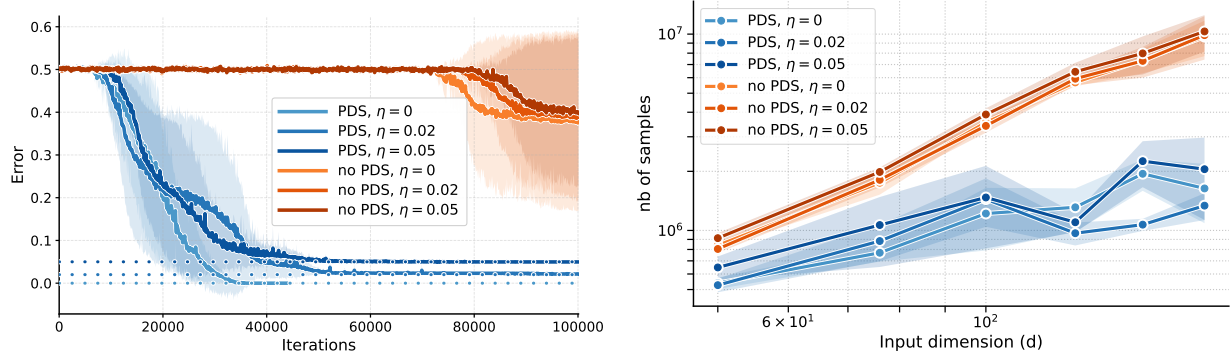 0.6
0.5
0.4
0.3
0.2
0.1
0.0
Error
0
20000
40000
60000
80000
100000
Iterations
PDS, η = 0
PDS, η = 0.02
PDS, η = 0.05
no PDS, η = 0
no PDS, η = 0.02
no PDS, η = 0.05
10⁷
10⁶
nb of samples
PDS, η = 0
PDS, η = 0.02
PDS, η = 0.05
no PDS, η = 0
no PDS, η = 0.02
no PDS, η = 0.05
6 × 10¹
10²
Input dimension (d)